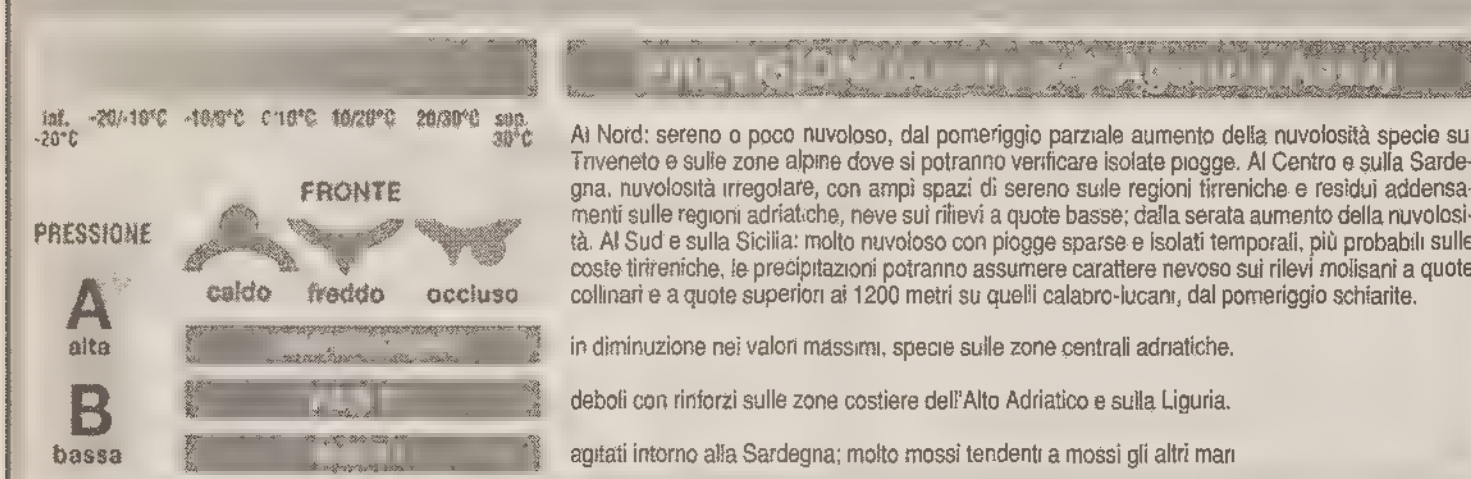 inf. -20/-10°C -10/0°C 0°10°C 10/20°C 20/30°C sup.
-20°C 30°C
FRONTE
PRESSIONE
caldo freddo occluso
A
alta
B
bassa
Al Nord: sereno o poco nuvoloso, dal pomeriggio parziale aumento della nuvolosità specie sul
Triveneto e sulle zone alpine dove si potranno verificare isolate piogge. Al Centro e sulla Sarde-
gna, nuvolosità irregolare, con ampi spazi di sereno sulle regioni tirreniche e residui addensa-
menti sulle regioni adriatiche, neve sui rilievi a quote basse; dalla serata aumento della nuvolosi-
tà. Al Sud e sulla Sicilia: molto nuvoloso con piogge sparse e isolati temporali, più probabili sulle
coste tirireniche, le precipitazioni potranno assumere carattere nevoso sui rilevi molisani a quote
collinari e a quote superiori ai 1200 metri su quelli calabro-lucani, dal pomeriggio schiarite.
in diminuzione nei valori massimi, specie sulle zone centrali adriatiche.
deboli con rinforzi sulle zone costiere dell'Alto Adriatico e sulla Liguria.
agitati intorno alla Sardegna; molto mossi tendenti a mossi gli altri mari